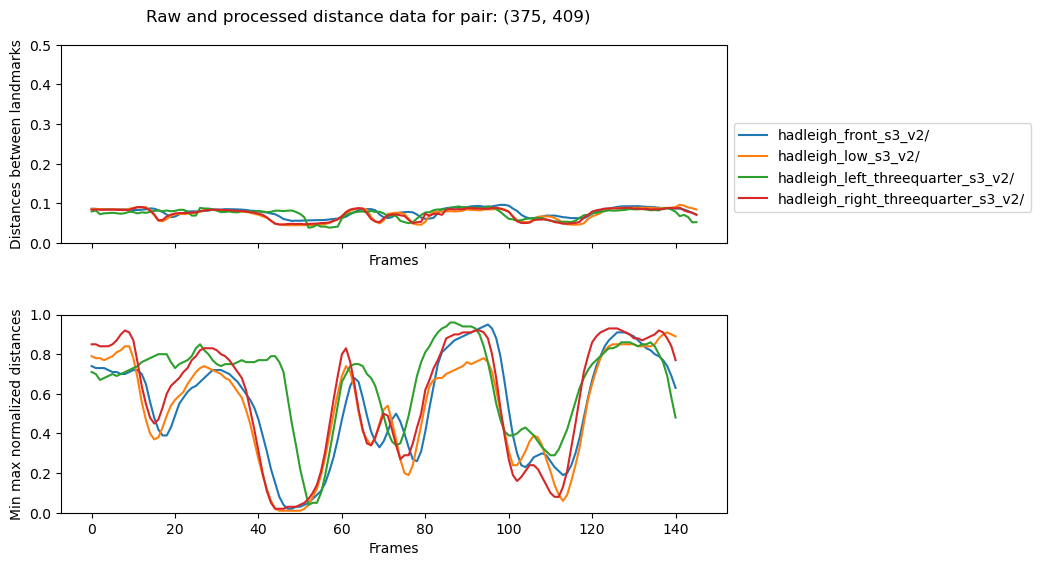 Raw and processed distance data for pair: (375, 409)
Distances between landmarks
0.5
0.4
0.3
0.2
0.1
0.0
Frames
hadleigh_front_s3_v2/
hadleigh_low_s3_v2/
hadleigh_left_threequarter_s3_v2/
hadleigh_right_threequarter_s3_v2/
Min max normalized distances
1.0
0.8
0.6
0.4
0.2
0.0
0 20 40 60 80 100 120 140
Frames